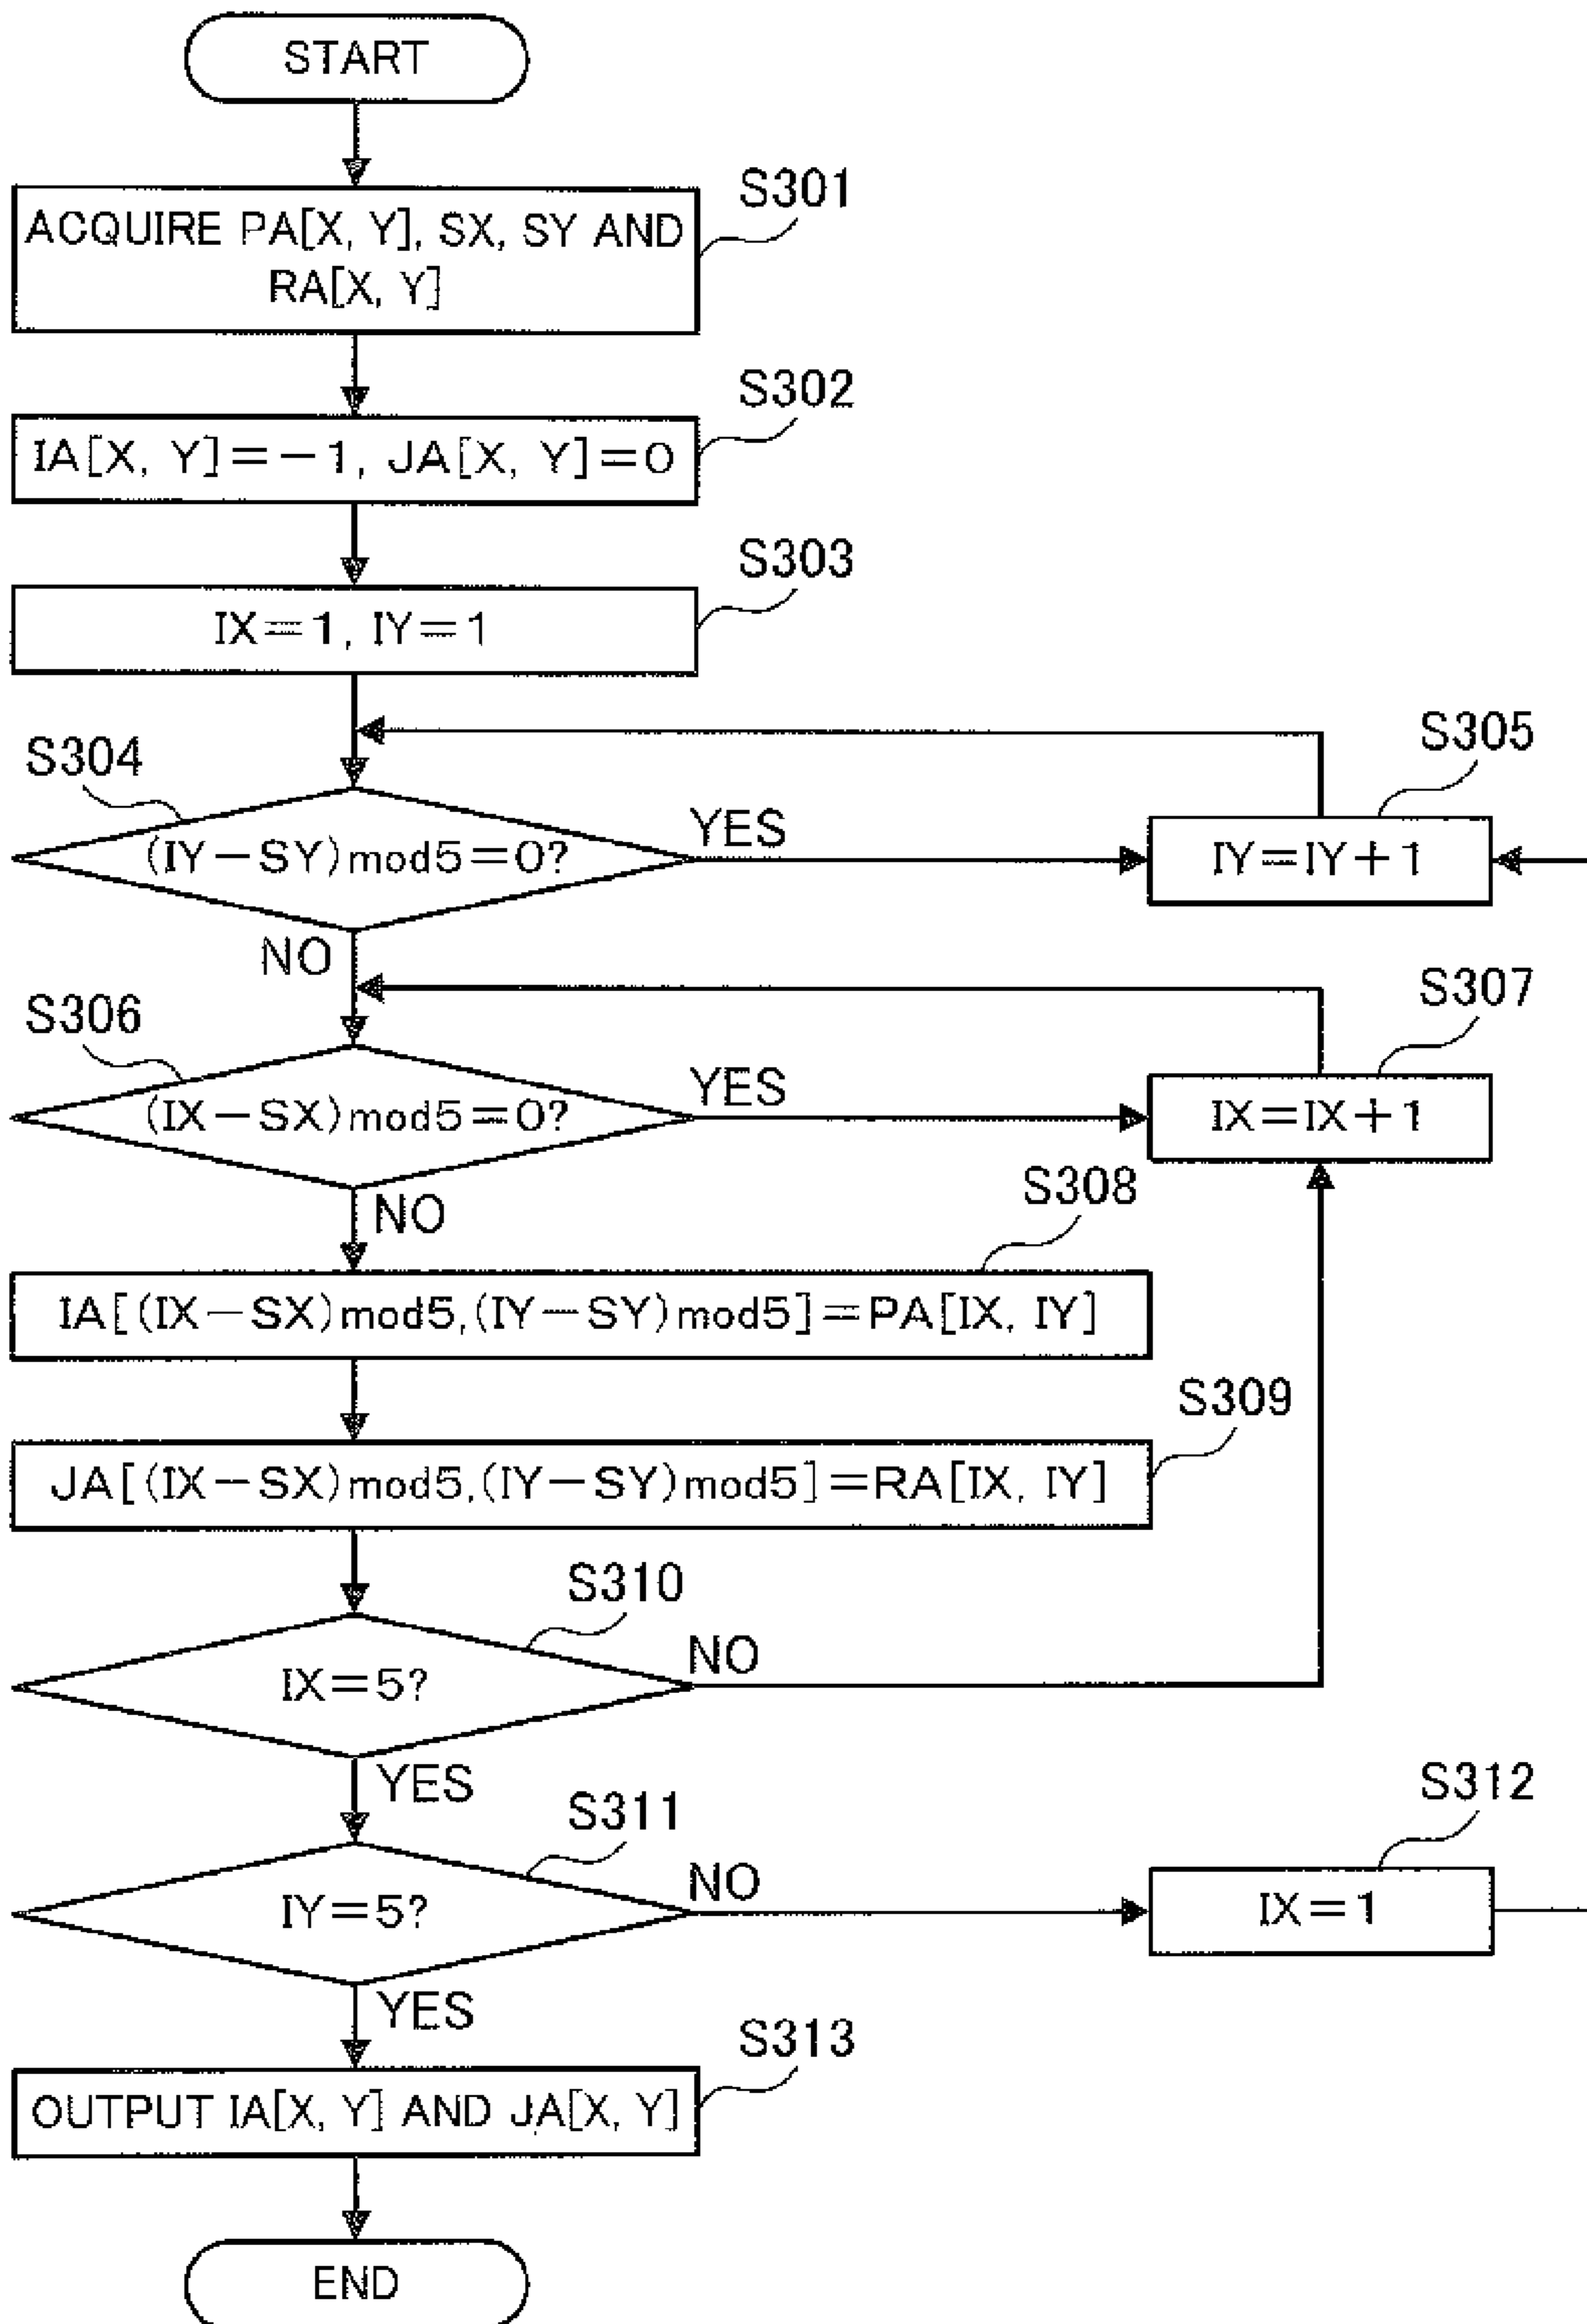 START
S301
ACQUIRE PA[X, Y], SX, SY AND
RA[X, Y]
S302
IA[X, Y]=−1, JA[X, Y]=0
S303
IX=1, IY=1
S304
(IY−SY)mod5=0?
YES
S305
IY=IY+1
NO
S306
(IX−SX)mod5=0?
YES
S307
IX=IX+1
NO
S308
IA[(IX−SX)mod5,(IY−SY)mod5]=PA[IX, IY]
S309
JA[(IX−SX)mod5,(IY−SY)mod5]=RA[IX, IY]
S310
IX=5?
NO
YES
S311
IY=5?
NO
S312
IX=1
YES
S313
OUTPUT IA[X, Y] AND JA[X, Y]
END